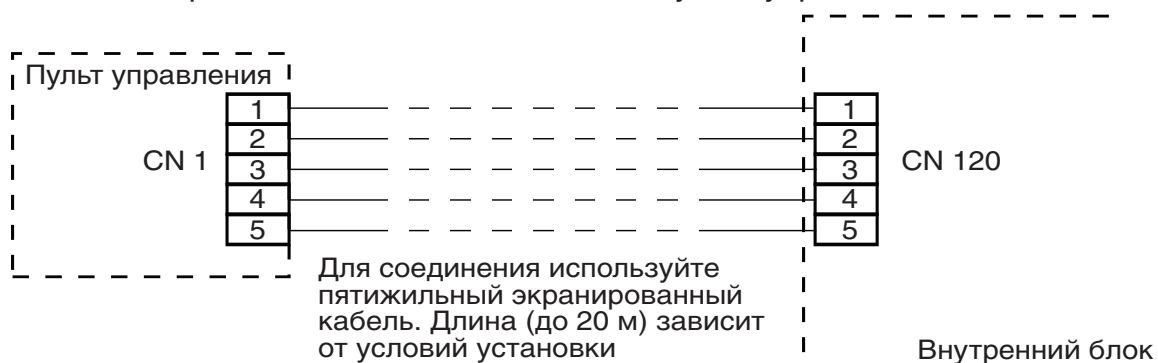 Пульт управления
1 1
2 2
CN 1 3 3 CN 120
4 4
5 5
Для соединения используйте
пятижильный экранированный
кабель. Длина (до 20 м) зависит
от условий установки
Внутренний блок